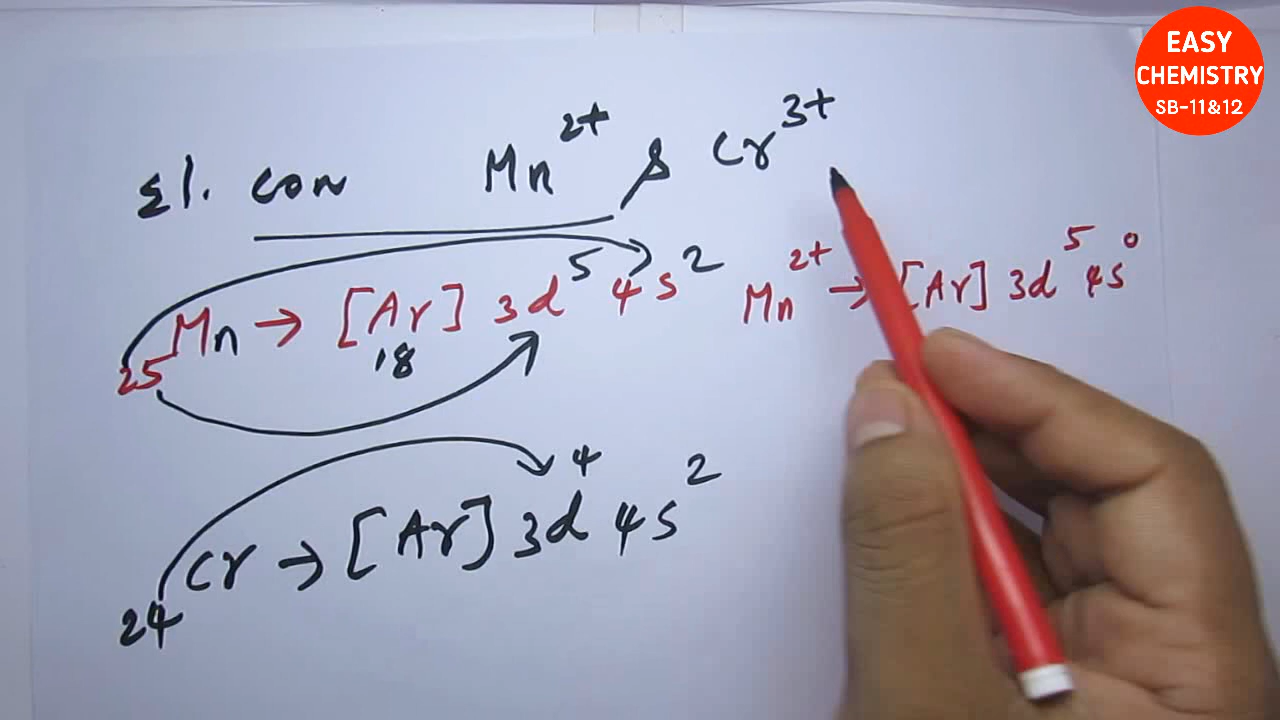 EASY
CHEMISTRY
SB-11&12
El. con Mn²⁺ & Cr³⁺
₂₅Mn → [Ar] 3d⁵ 4s²
18
Mn²⁺ → [Ar] 3d⁵ 4s⁰
₂₄Cr → [Ar] 3d⁴ 4s²